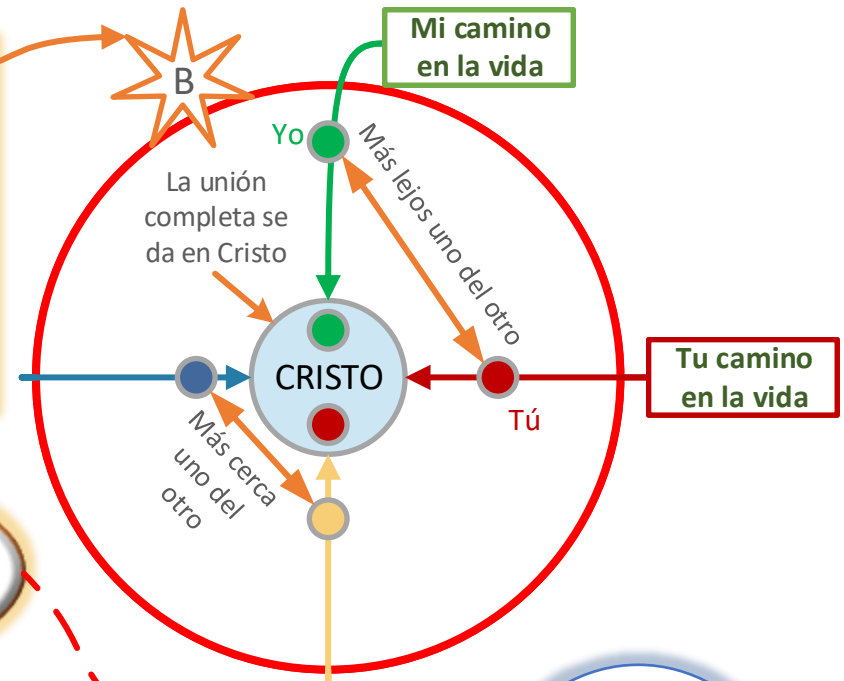 Mi camino
en la vida
B
Yo
Más lejos uno del otro
La unión
completa se
da en Cristo
CRISTO
Tu camino
en la vida
Tú
Más cerca
uno del
otro